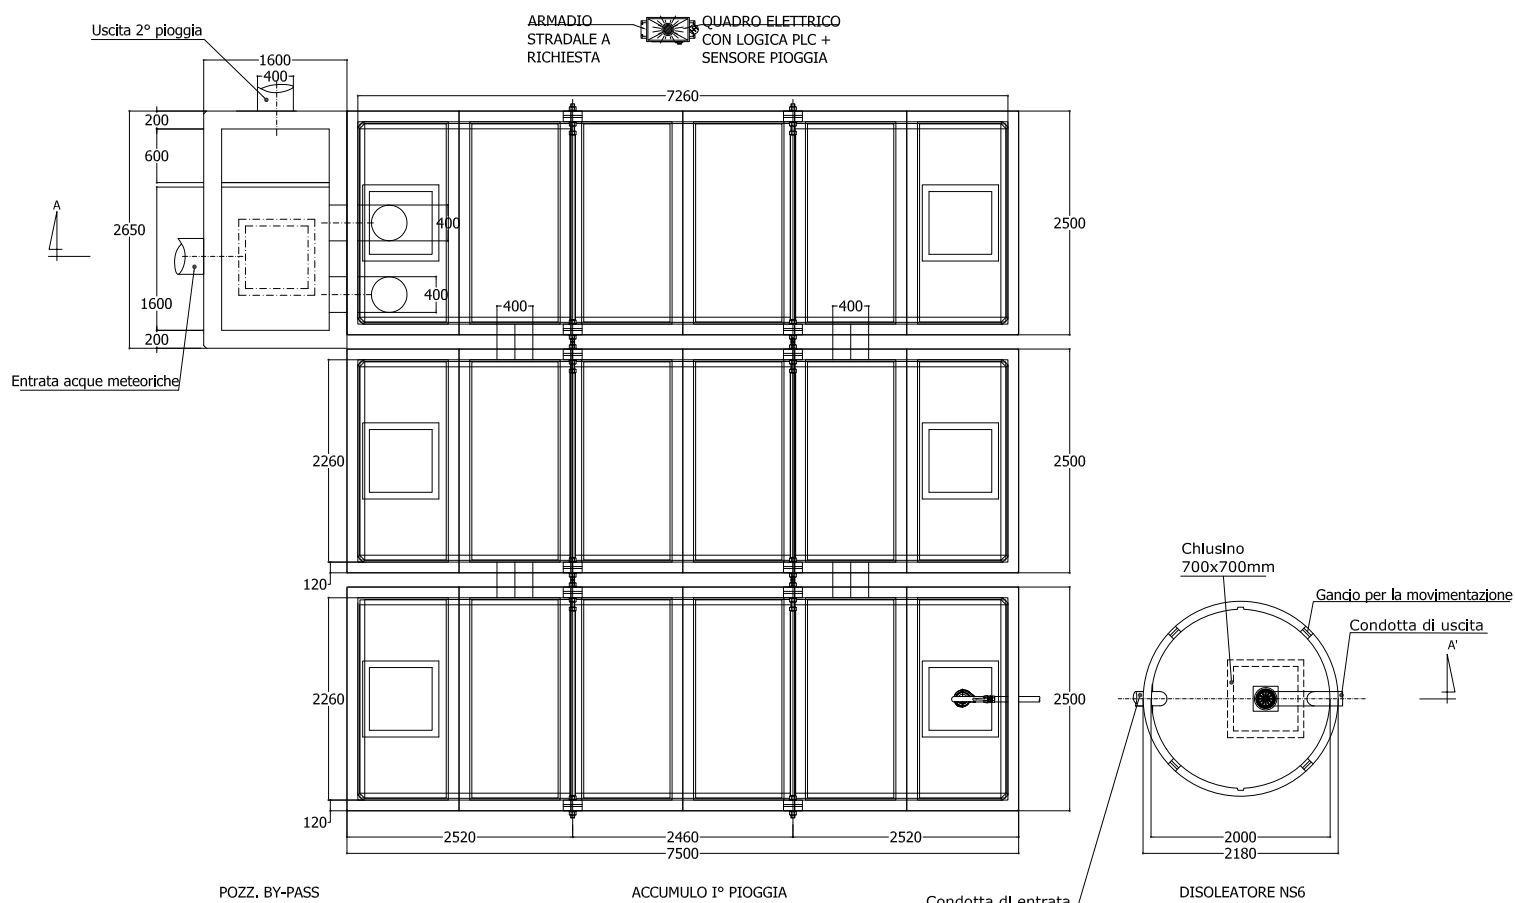 ARMADIO
STRADALE A
RICHIESTA
QUADRO ELETTRICO
CON LOGICA PLC +
SENSORE PIOGGIA
Uscita 2° pioggia
1600
400
7260
200
600
A
2650
400
2500
1600
400
400
400
200
Entrata acque meteoriche
2260
2500
Chiusino
700x700mm
120
Gancio per la movimentazione
Condotta di uscita
A'
2260
2500
120
2520
2460
2520
7500
2000
2180
POZZ. BY-PASS
ACCUMULO I° PIOGGIA
DISOLEATORE NS6
Condotta di entrata